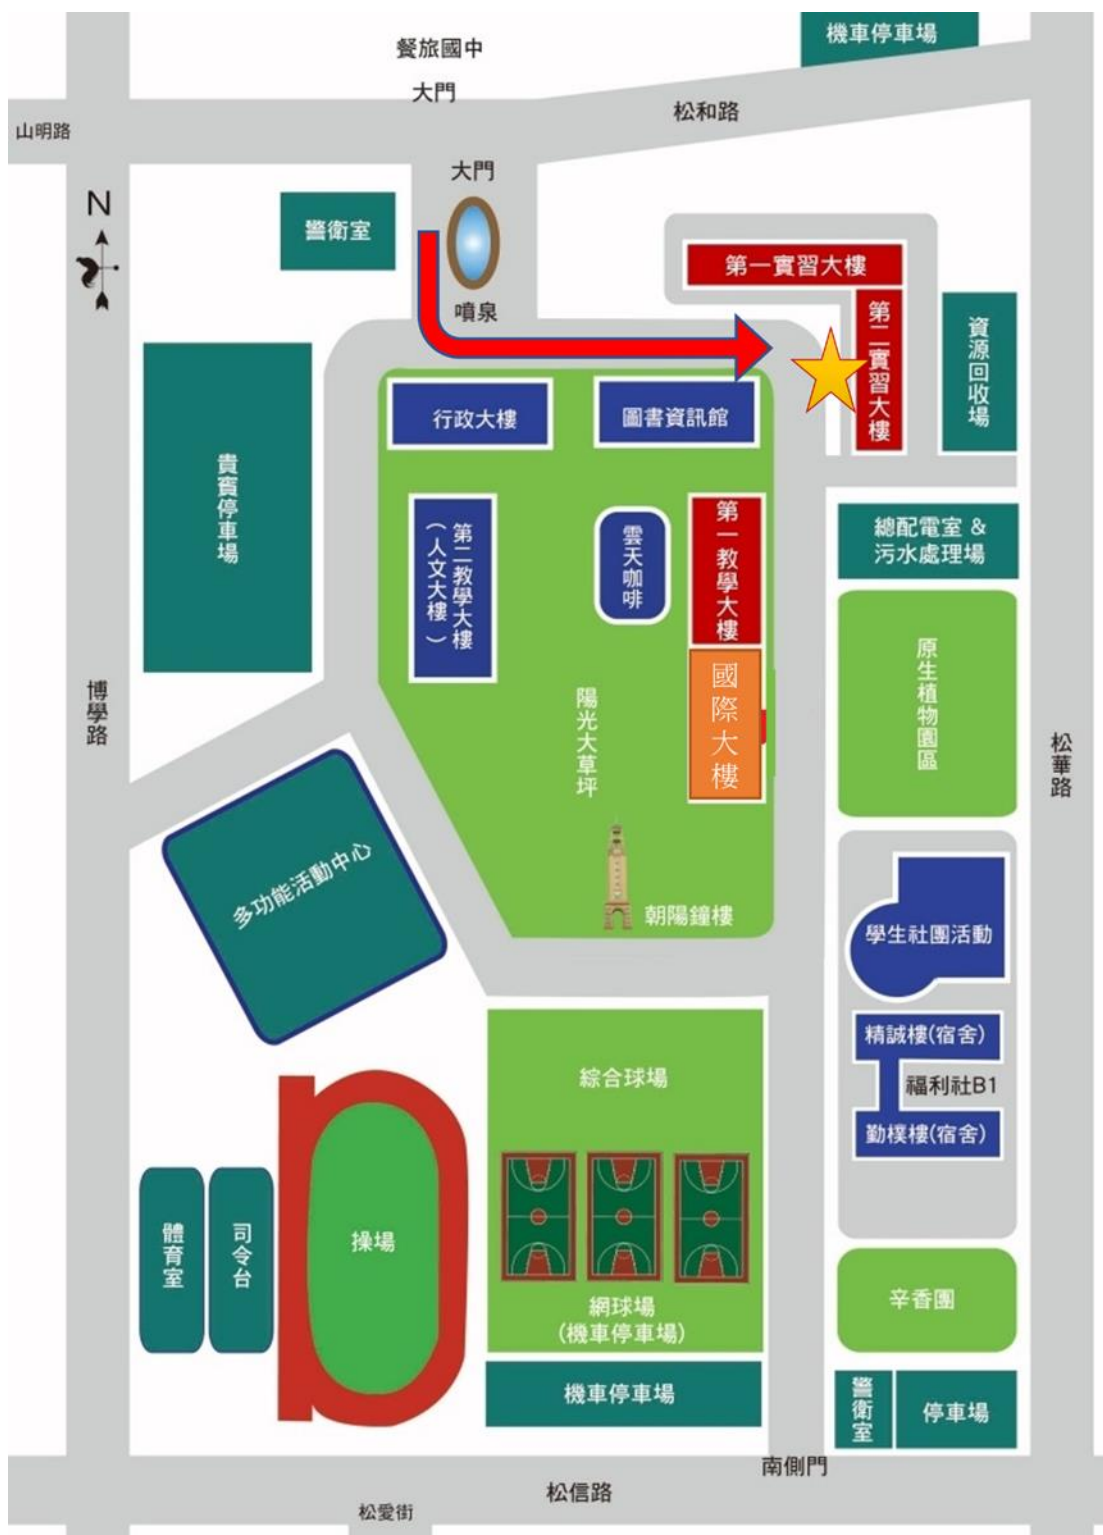 機車停車場
餐旅國中
大門
松和路
山明路
大門
N
警衛室
噴泉
第一實習大樓
第二實習大樓
資源回收場
行政大樓
圖書資訊館
貴賓停車場
第二教學大樓
(人文大樓)
雲天咖啡
第一教學大樓
總配電室 &
污水處理場
國際大樓
陽光大草坪
原生植物園區
博學路
松華路
多功能活動中心
朝陽鐘樓
學生社團活動
精誠樓(宿舍)
福利社B1
勤樸樓(宿舍)
綜合球場
體育室
司令台
操場
網球場
(機車停車場)
辛香園
機車停車場
警衛室
停車場
南側門
松信路
松愛街